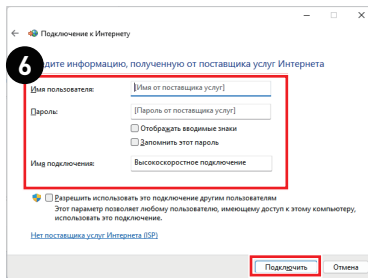 Подключение к Интернету
6
дите информацию, полученную от поставщика услуг Интернета
Имя пользователя:
[Имя от поставщика услуг]
Пароль:
[Пароль от поставщика услуг]
Отображать вводимые знаки
Запомнить этот пароль
Имя подключения:
Высокоскоростное подключение
Разрешить использовать это подключение другим пользователям
Этот параметр позволяет любому пользователю, имеющему доступ к этому компьютеру,
использовать это подключение.
Нет поставщика услуг Интернета (ISP)
Подключить
Отмена